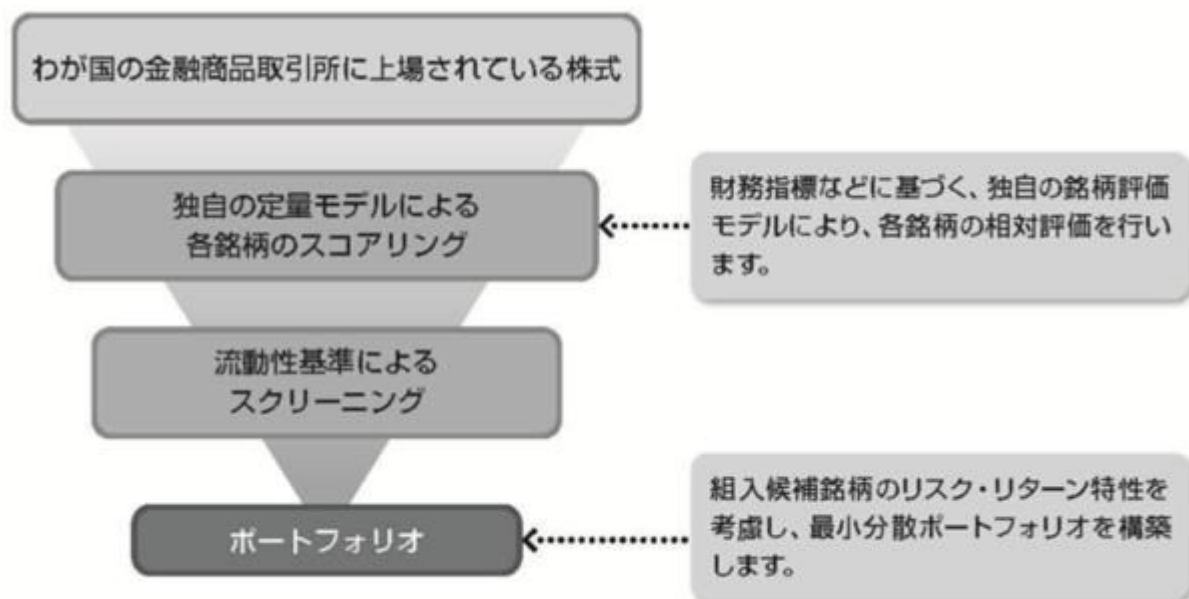 わが国の金融商品取引所に上場されている株式
独自の定量モデルによる
各銘柄のスコアリング
財務指標などに基づく、独自の銘柄評価
モデルにより、各銘柄の相対評価を行い
ます。
流動性基準による
スクリーニング
ポートフォリオ
組入候補銘柄のリスク・リターン特性を
考慮し、最小分散ポートフォリオを構築
します。